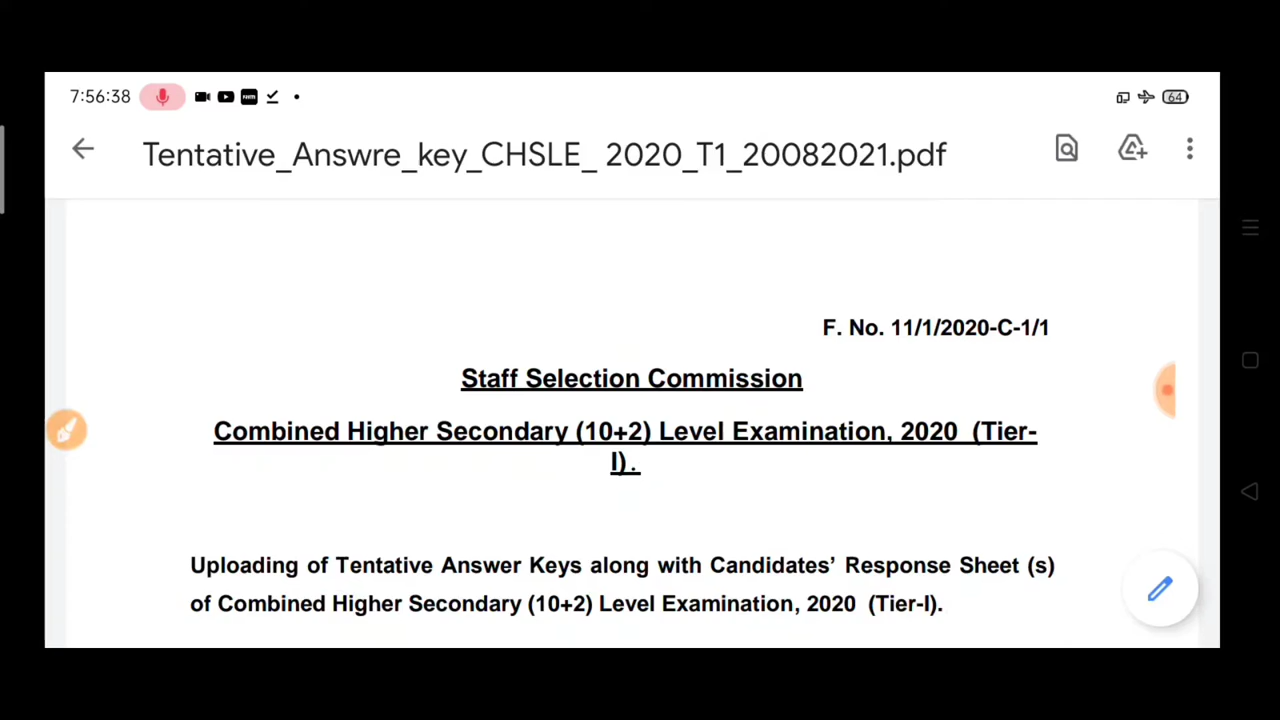 7:56:38
64
Tentative_Answre_key_CHSLE_ 2020_T1_20082021.pdf
F. No. 11/1/2020-C-1/1
Staff Selection Commission
Combined Higher Secondary (10+2) Level Examination, 2020 (Tier-
I).
Uploading of Tentative Answer Keys along with Candidates’ Response Sheet (s)
of Combined Higher Secondary (10+2) Level Examination, 2020 (Tier-I).